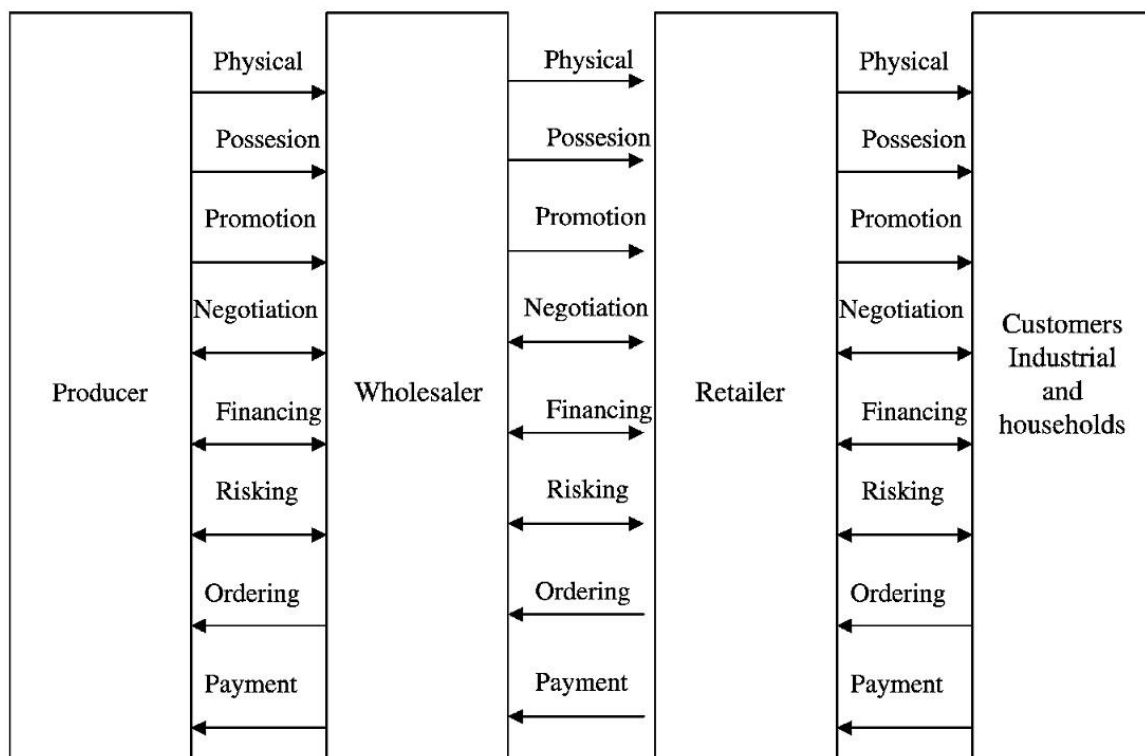 Physical
Physical
Physical
Possesion
Possesion
Possesion
Promotion
Promotion
Promotion
Negotiation
Negotiation
Negotiation
Producer
Wholesaler
Retailer
Customers
Industrial
and
households
Financing
Financing
Financing
Risking
Risking
Risking
Ordering
Ordering
Ordering
Payment
Payment
Payment